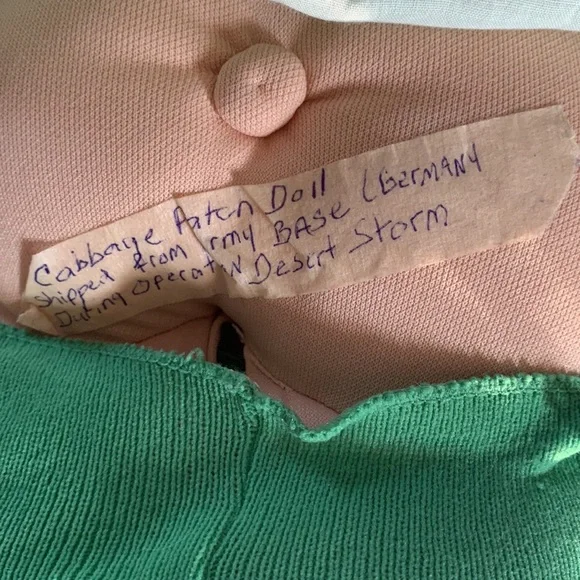 Cabbage Patch Doll
Shipped From Army BASE (GERMANY
During Operation Desert Storm